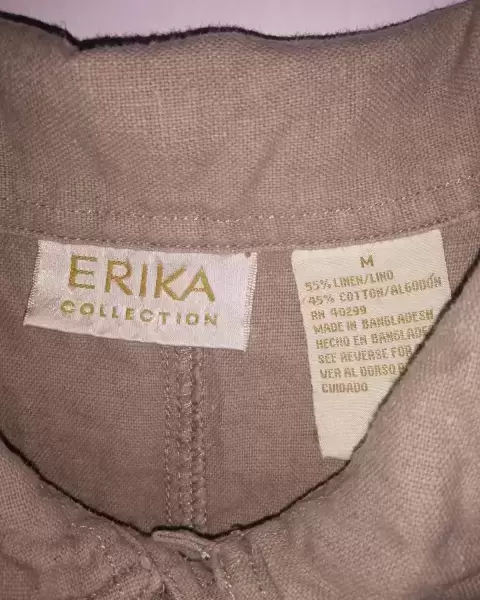 ERIKA
COLLECTION
M
55% LINEN/LINO
45% COTTON/ALGODÓN
RN 40299
MADE IN BANGLADESH
HECHO EN BANGLADESH
SEE REVERSE FOR
VER AL DORSO
CUIDADO